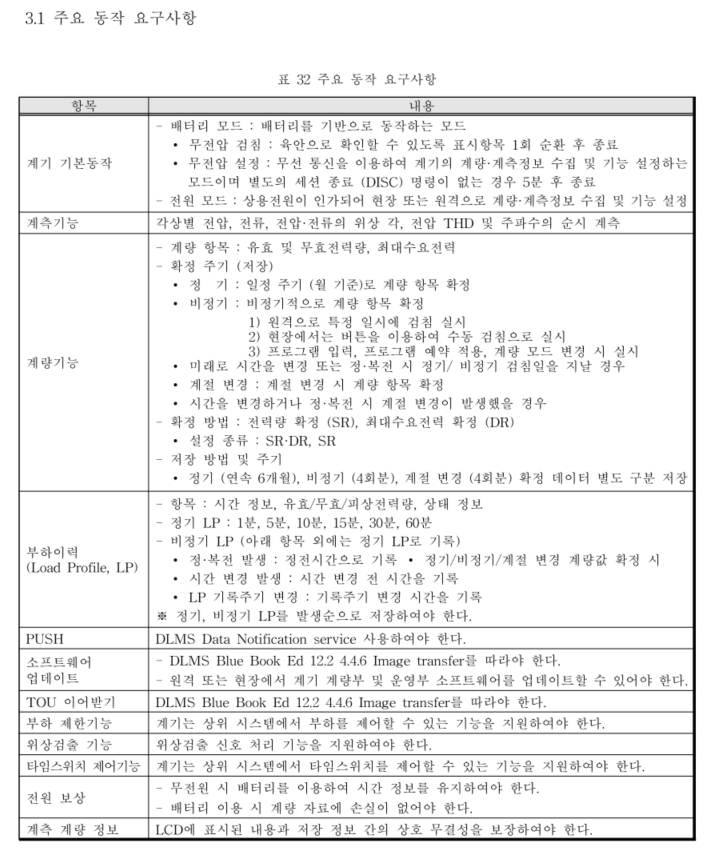 3.1 주요 동작 요구사항
표 32 주요 동작 요구사항
항목
내용
계기 기본동작
- 배터리 모드 : 배터리를 기반으로 동작하는 모드
• 무전압 검침 : 육안으로 확인할 수 있도록 표시항목 1회 순환 후 종료
• 무전압 설정 : 무선 통신을 이용하여 계기의 계량·계측정보 수집 및 기능 설정하는
모드이며 별도의 세션 종료 (DISC) 명령이 없는 경우 5분 후 종료
- 전원 모드 : 상용전원이 인가되어 현장 또는 원격으로 계량·계측정보 수집 및 기능 설정
계측기능
각상별 전압, 전류, 전압·전류의 위상 각, 전압 THD 및 주파수의 순시 계측
계량기능
- 계량 항목 : 유효 및 무효전력량, 최대수요전력
- 확정 주기 (저장)
• 정 기 : 일정 주기 (월 기준)로 계량 항목 확정
• 비정기 : 비정기적으로 계량 항목 확정
1) 원격으로 특정 일시에 검침 실시
2) 현장에서는 버튼을 이용하여 수동 검침으로 실시
3) 프로그램 입력, 프로그램 예약 적용, 계량 모드 변경 시 실시
• 미래로 시간을 변경 또는 정·복전 시 정기/ 비정기 검침일을 지날 경우
• 계절 변경 : 계절 변경 시 계량 항목 확정
• 시간을 변경하거나 정·복전 시 계절 변경이 발생했을 경우
- 확정 방법 : 전력량 확정 (SR), 최대수요전력 확정 (DR)
• 설정 종류 : SR·DR, SR
- 저장 방법 및 주기
• 정기 (연속 6개월), 비정기 (4회분), 계절 변경 (4회분) 확정 데이터 별도 구분 저장
부하이력
(Load Profile, LP)
- 항목 : 시간 정보, 유효/무효/피상전력량, 상태 정보
- 정기 LP : 1분, 5분, 10분, 15분, 30분, 60분
- 비정기 LP (아래 항목 외에는 정기 LP로 기록)
• 정·복전 발생 : 정전시간으로 기록 • 정기/비정기/계절 변경 계량값 확정 시
• 시간 변경 발생 : 시간 변경 전 시간을 기록
• LP 기록주기 변경 : 기록주기 변경 시간을 기록
※ 정기, 비정기 LP를 발생순으로 저장하여야 한다.
PUSH
DLMS Data Notification service 사용하여야 한다.
소프트웨어
업데이트
- DLMS Blue Book Ed 12.2 4.4.6 Image transfer를 따라야 한다.
- 원격 또는 현장에서 계기 계량부 및 운영부 소프트웨어를 업데이트할 수 있어야 한다.
TOU 이어받기
DLMS Blue Book Ed 12.2 4.4.6 Image transfer를 따라야 한다.
부하 제한기능
계기는 상위 시스템에서 부하를 제어할 수 있는 기능을 지원하여야 한다.
위상검출 기능
위상검출 신호 처리 기능을 지원하여야 한다.
타임스위치 제어기능
계기는 상위 시스템에서 타임스위치를 제어할 수 있는 기능을 지원하여야 한다.
전원 보상
- 무전원 시 배터리를 이용하여 시간 정보를 유지하여야 한다.
- 배터리 이용 시 계량 자료에 손실이 없어야 한다.
계측 계량 정보
LCD에 표시된 내용과 저장 정보 간의 상호 무결성을 보장하여야 한다.